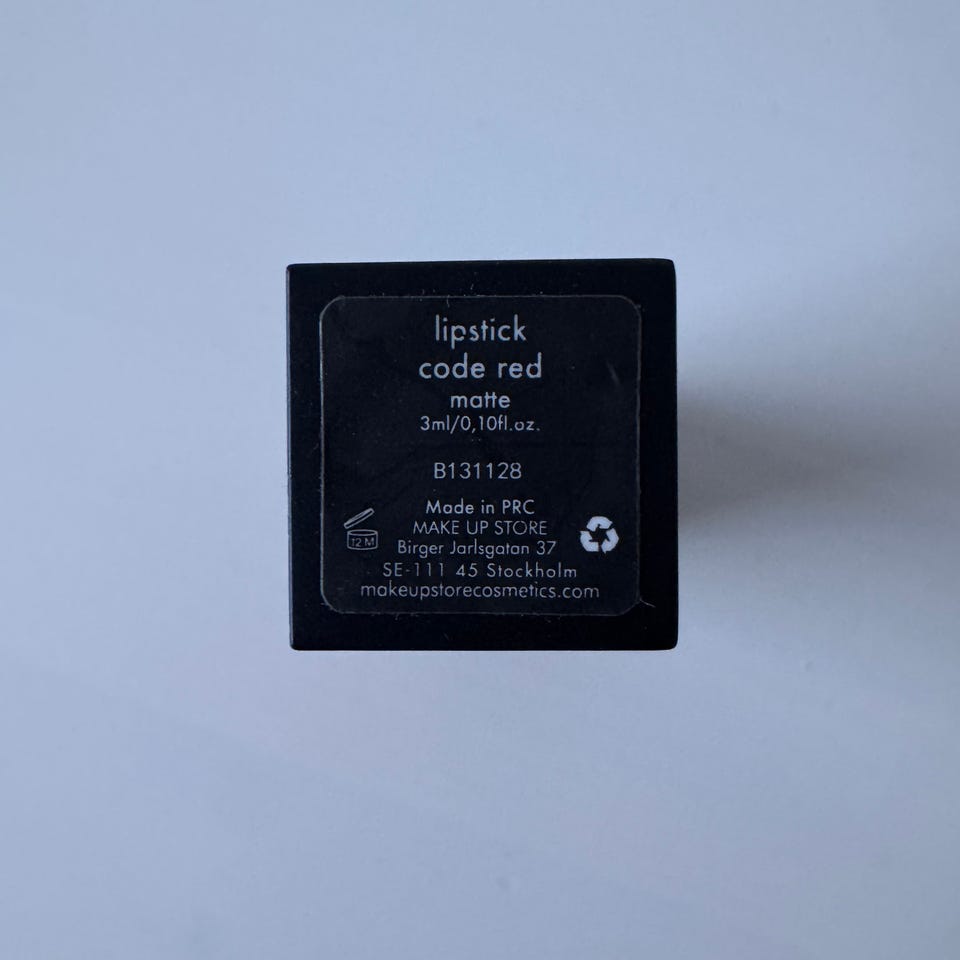 lipstick
code red
matte
3ml/0,10fl.oz.
B131128
Made in PRC
MAKE UP STORE
12 M
Birger Jarlsgatan 37
SE-111 45 Stockholm
makeupstorecosmetics.com